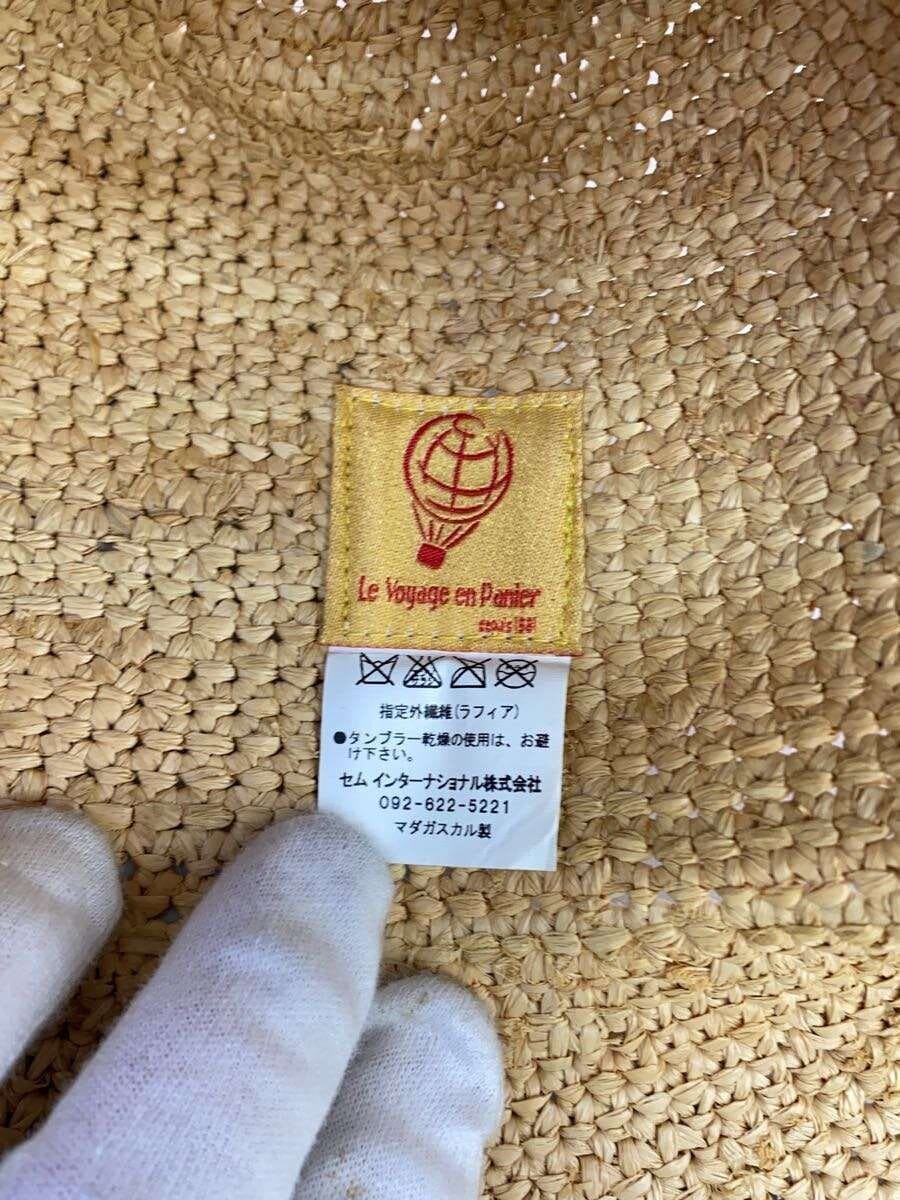 Le Voyage en Panier
指定外繊維(ラフィア)
●タンブラー乾燥の使用は、お避
け下さい。
セム インターナショナル株式会社
092-622-5221
マダガスカル製